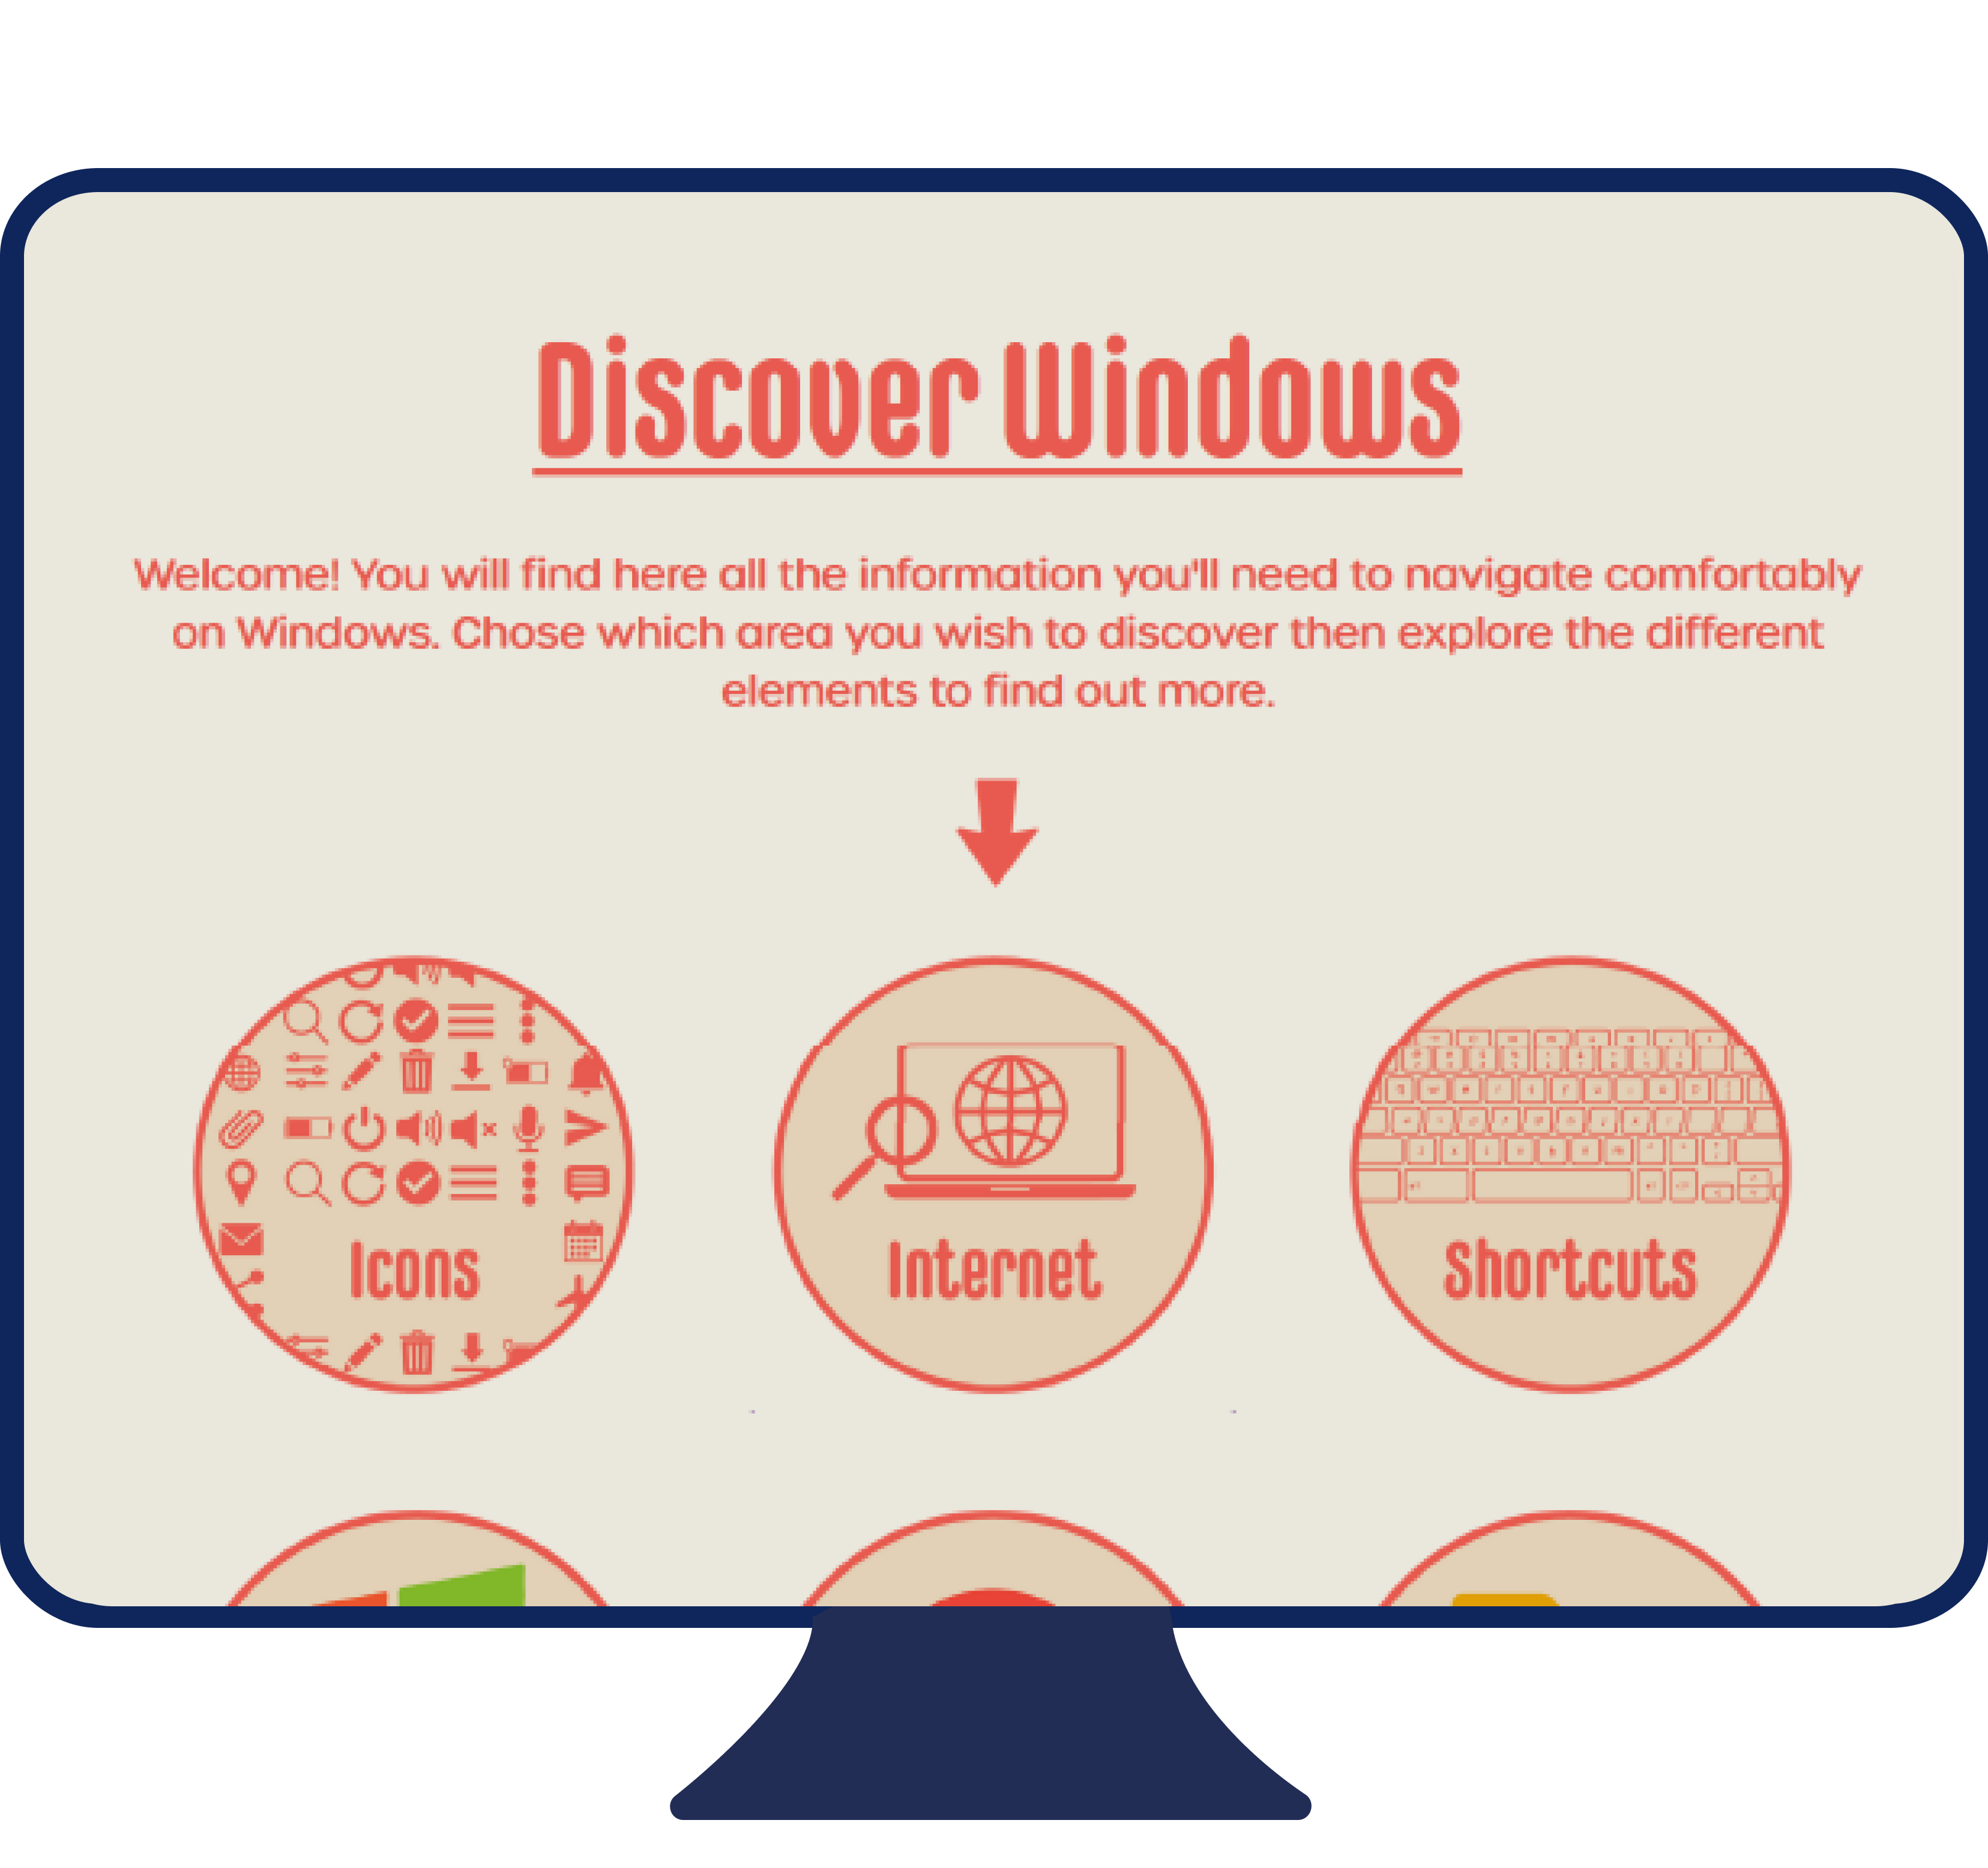 Discover Windows
Welcome! You will find here all the information you'll need to navigate comfortably
on Windows. Chose which area you wish to discover then explore the different
elements to find out more.
Icons
Internet
Shortcuts